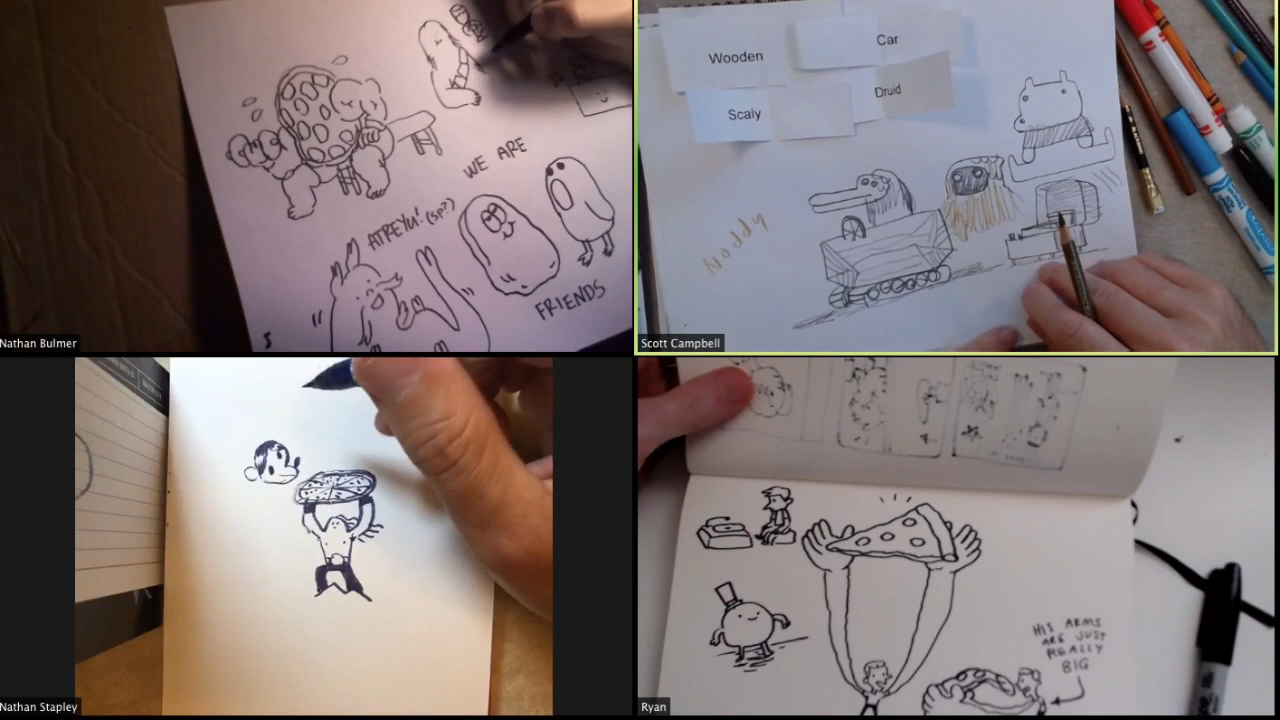 WE ARE
ATREYU! (SP?)
FRIENDS
Nathan Bulmer
Wooden
Car
Scaly
Druid
Noddy
Scott Campbell
Nathan Stapley
HIS ARMS
ARE JUST
REALLY
BIG
Ryan